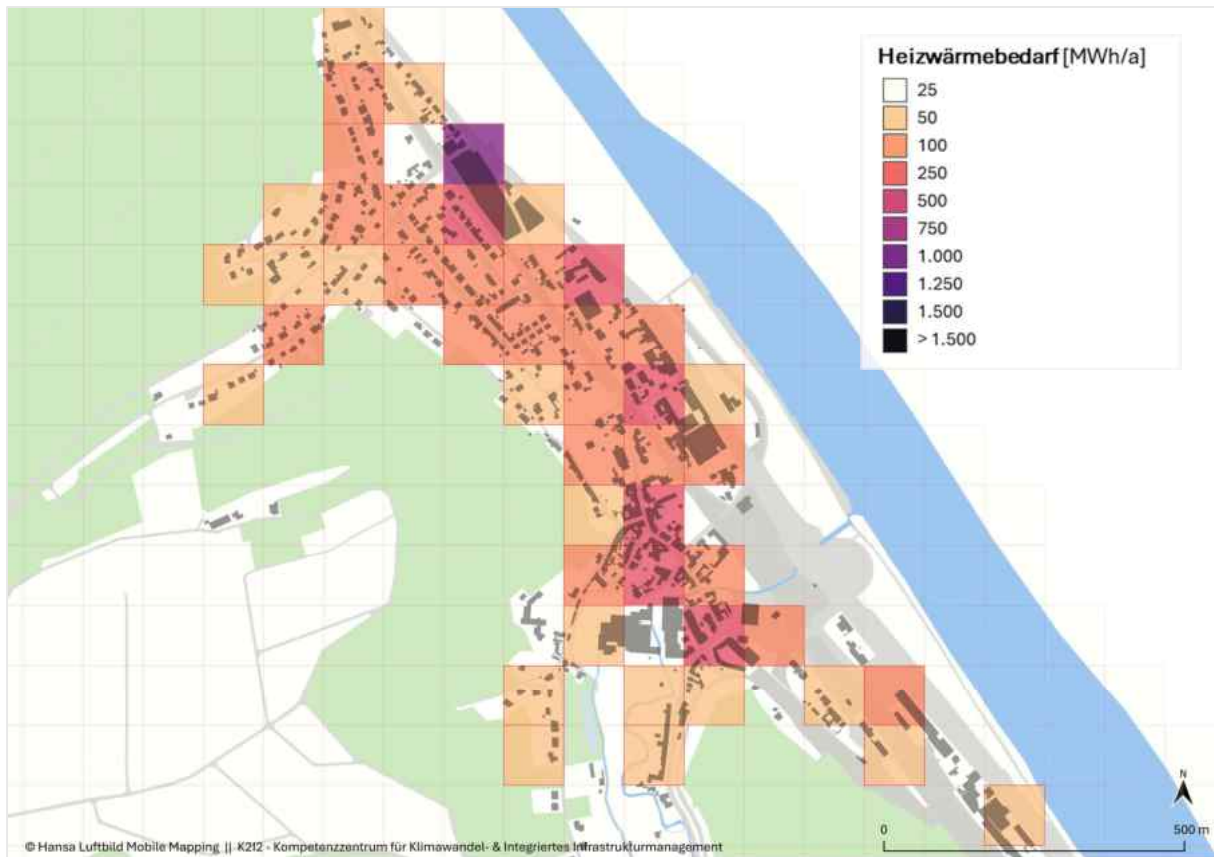 Heizwärmebedarf [MWh/a]
25
50
100
250
500
750
1.000
1.250
1.500
> 1.500
N
0 500 m
© Hansa Luftbild Mobile Mapping || K212 - Kompetenzzentrum für Klimawandel- & Integriertes Infrastrukturmanagement